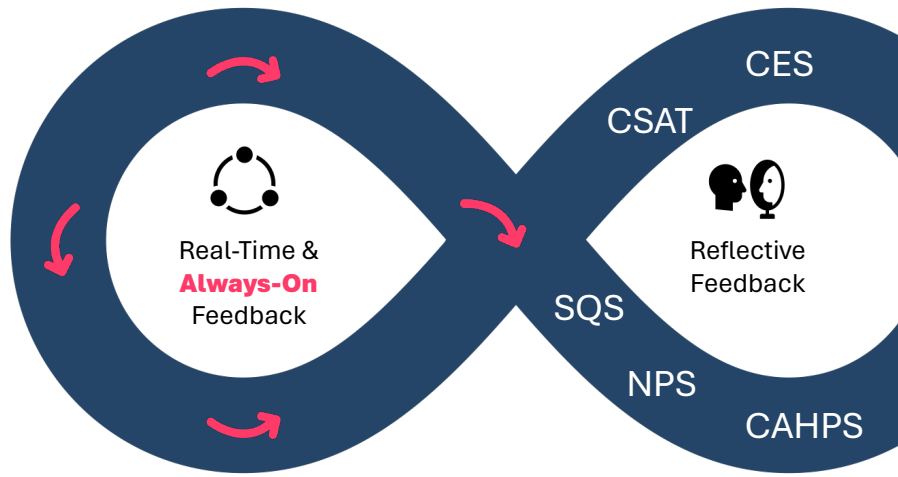 CES
CSAT
Real-Time &
Always-On
Feedback
Reflective
Feedback
SQS
NPS
CAHPS